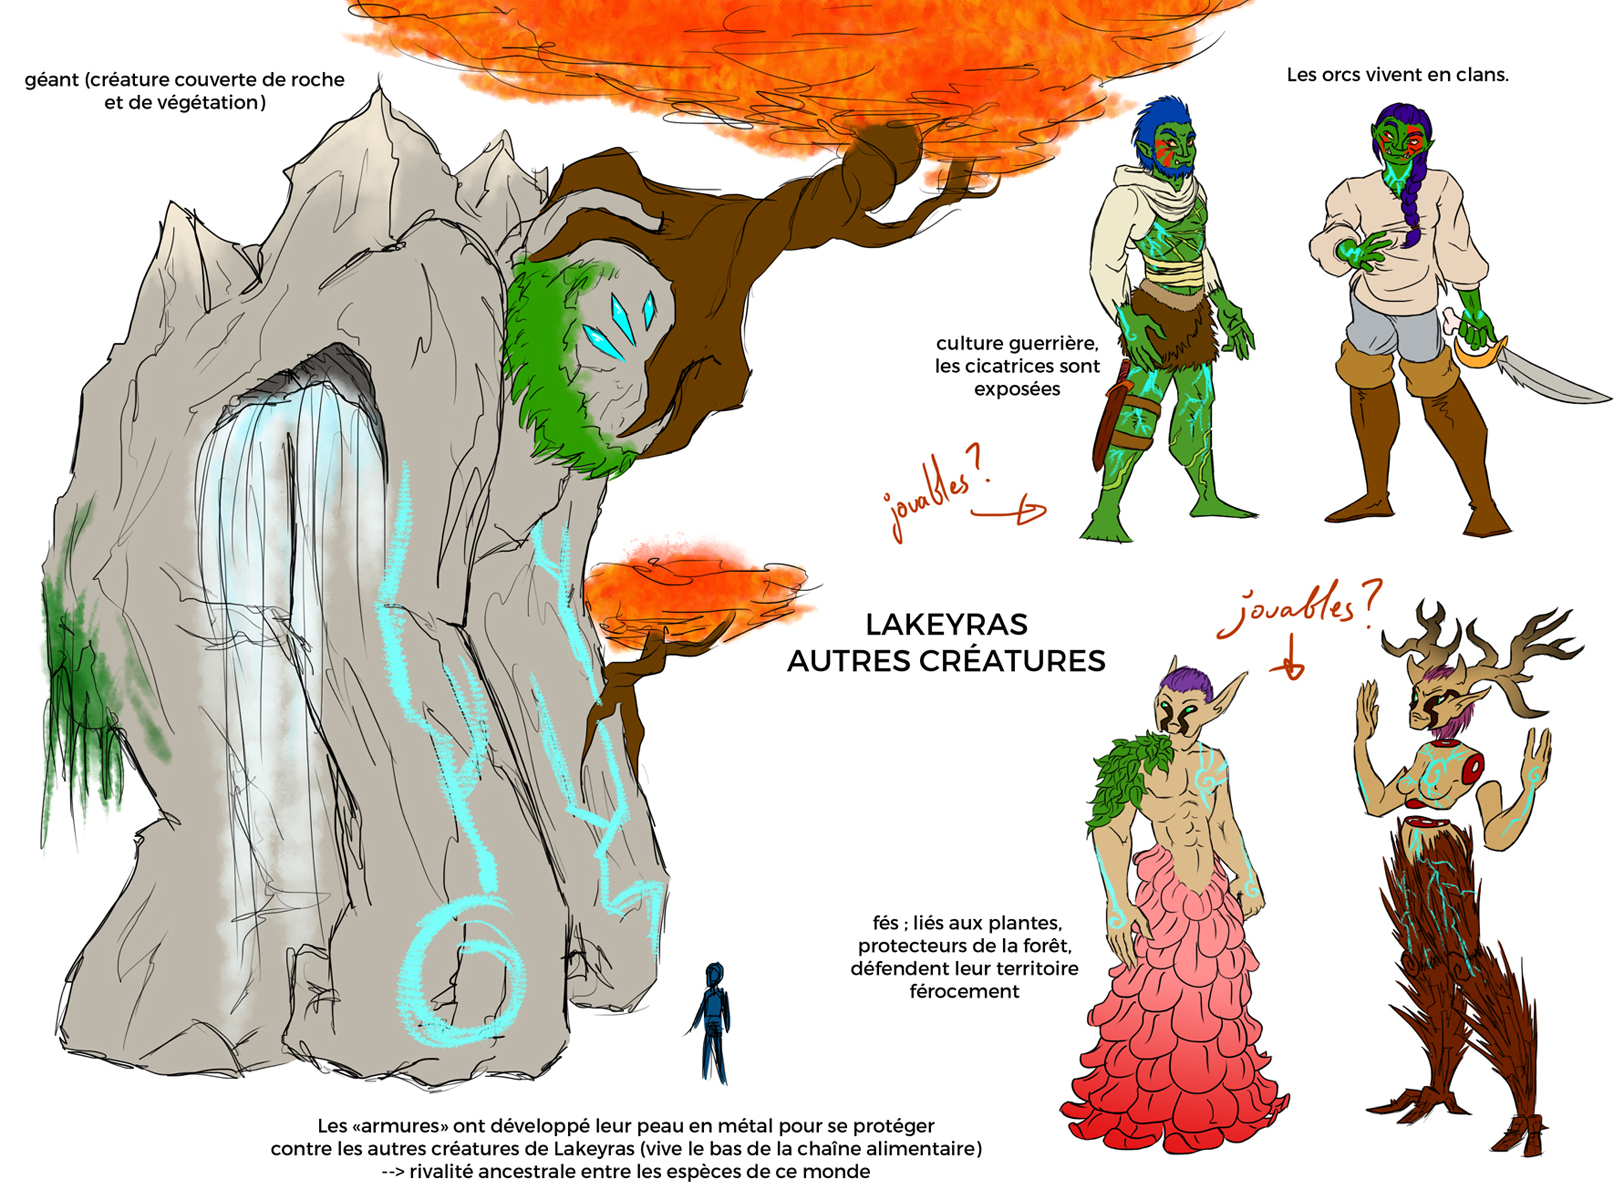 géant (créature couverte de roche
et de végétation)
Les orcs vivent en clans.
culture guerrière,
les cicatrices sont
exposées
jouables ?
LAKEYRAS
AUTRES CRÉATURES
jouables ?
fés ; liés aux plantes,
protecteurs de la forêt,
défendent leur territoire
férocement
Les «armures» ont développé leur peau en métal pour se protéger
contre les autres créatures de Lakeyras (vive le bas de la chaîne alimentaire)
--> rivalité ancestrale entre les espèces de ce monde